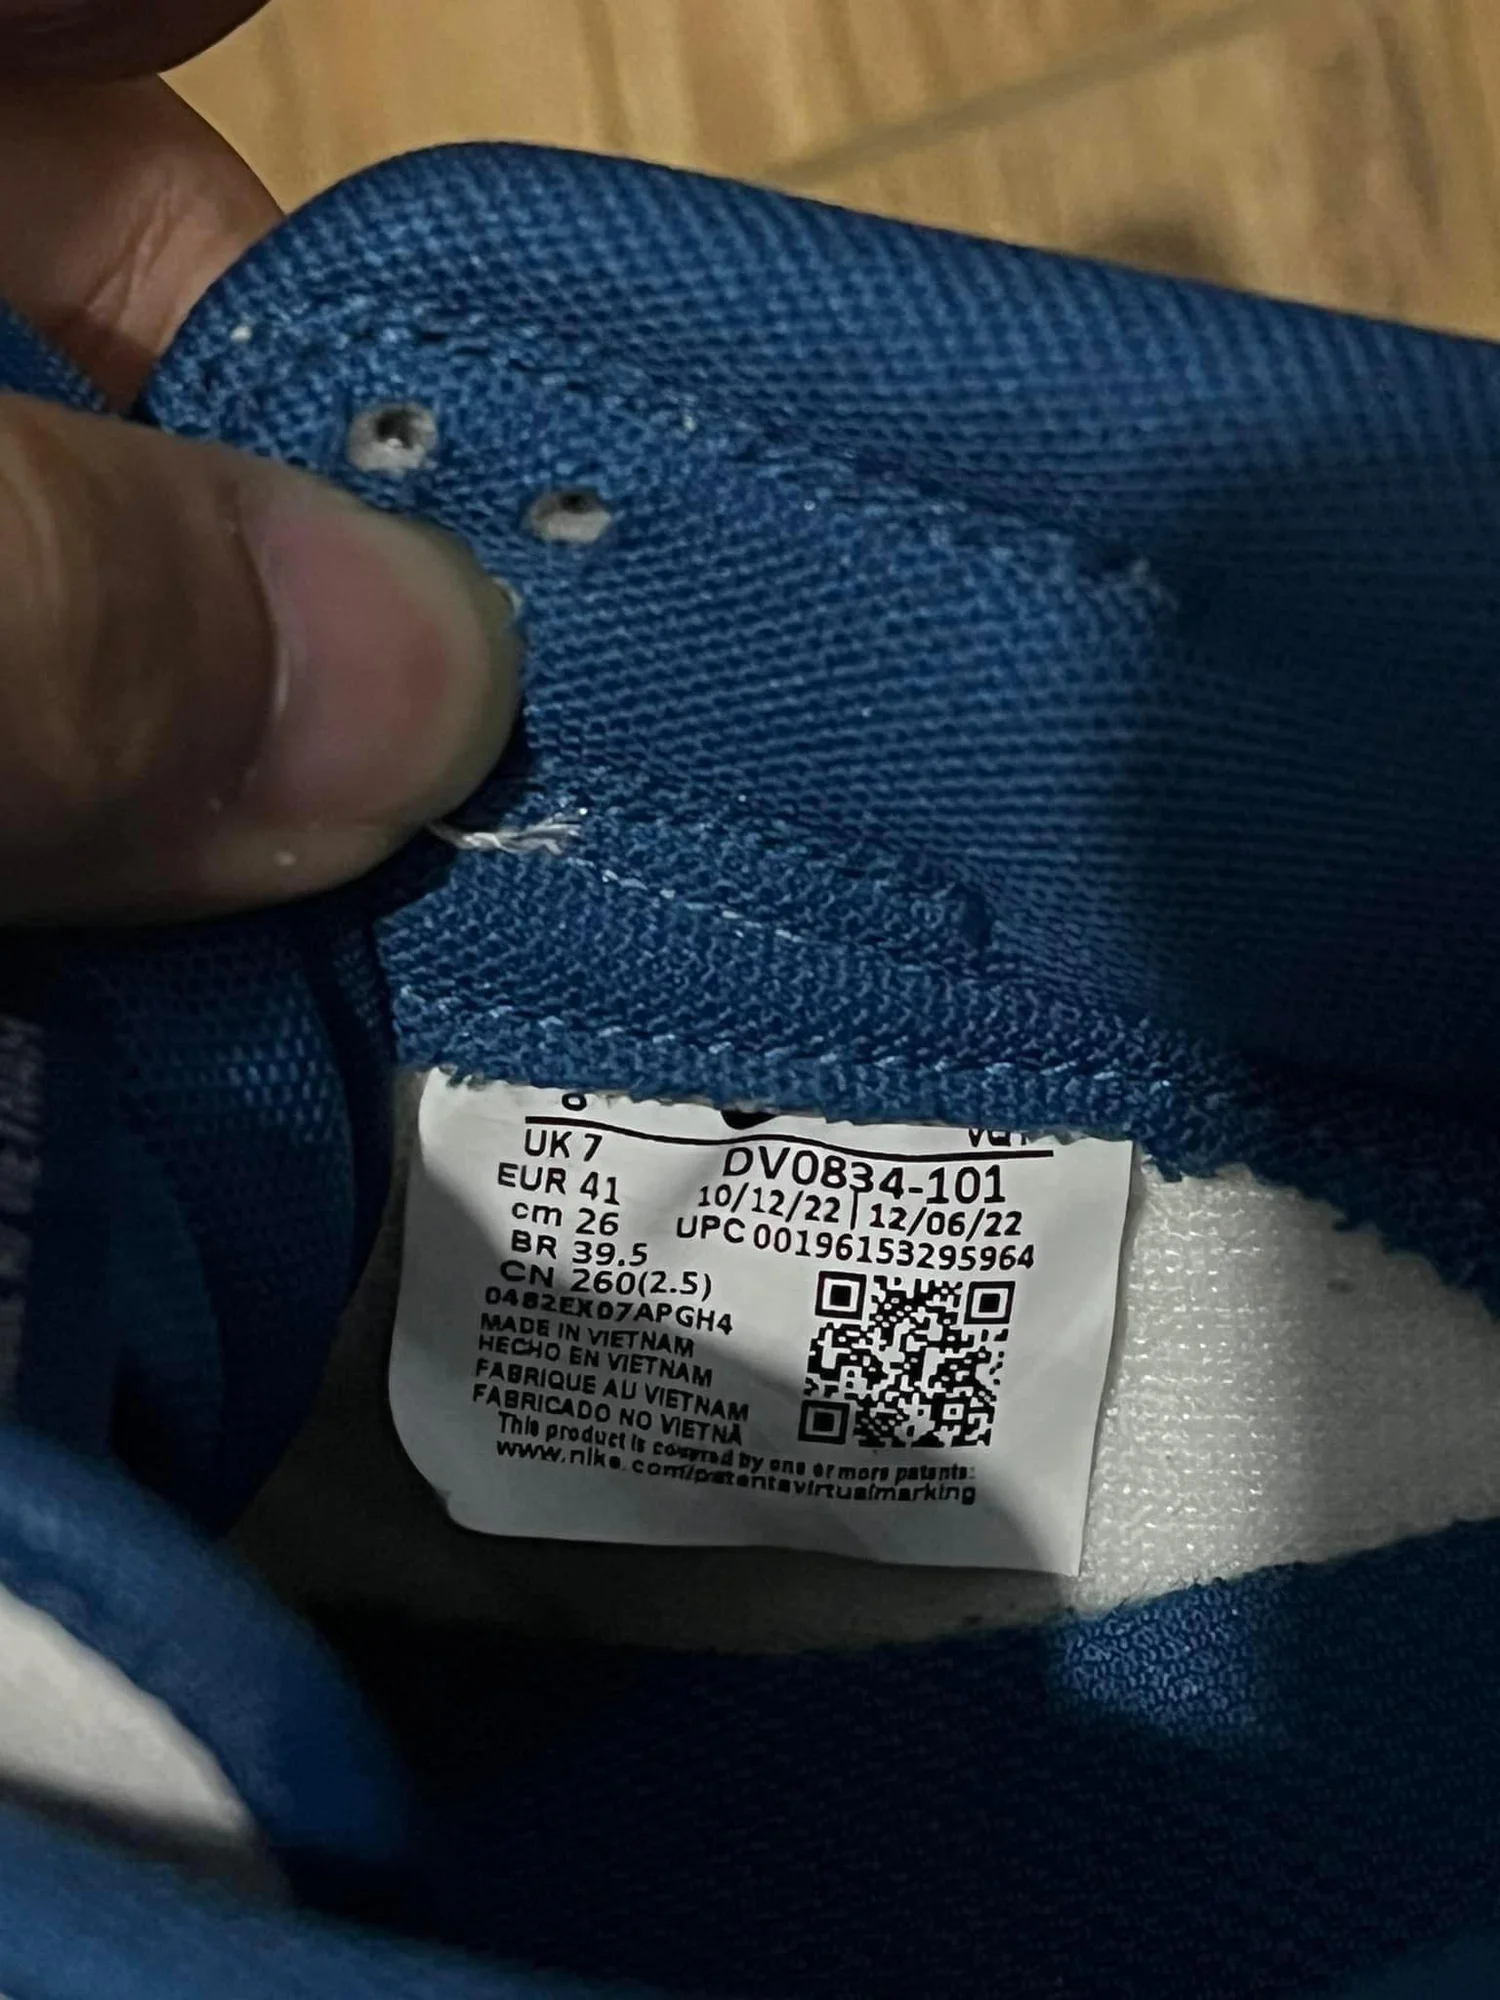 UK 7
EUR 41
cm 26
BR 39.5
CN 260(2.5)
0482EX07APGH4
MADE IN VIETNAM
HECHO EN VIETNAM
FABRIQUE AU VIETNAM
FABRICADO NO VIETNÃ
DV0834-101
10/12/22 | 12/06/22
UPC 00196153295964
This product is covered by one or more patents:
www.nike.com/patentsvirtualmarking